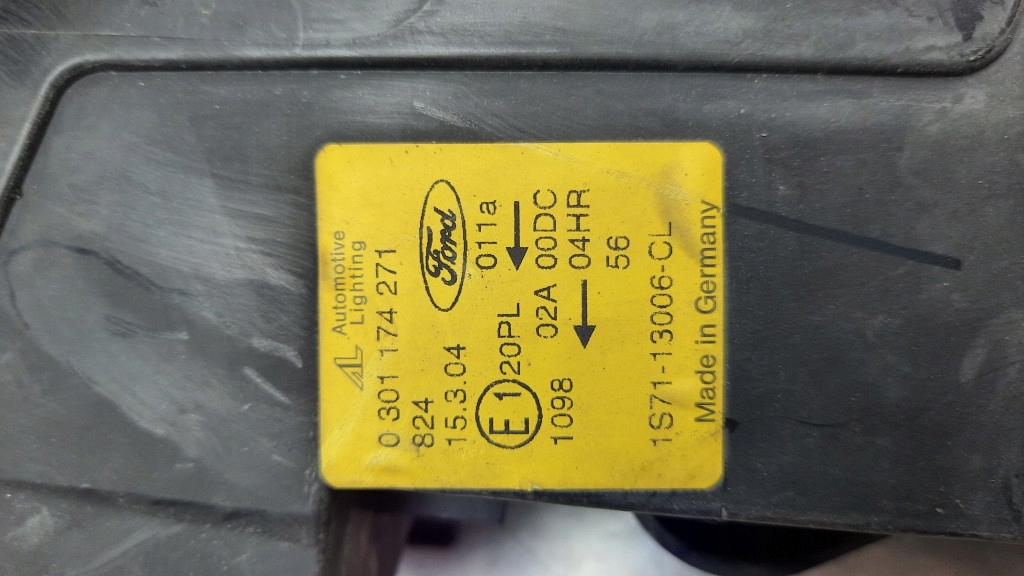 AL Automotive
Lighting
0 301 174 271
824
15.3.04
Ford
E1 20PL ← 011a
1098 02A 00DC
← 04HR
56
1S71-13006-CL
Made in Germany